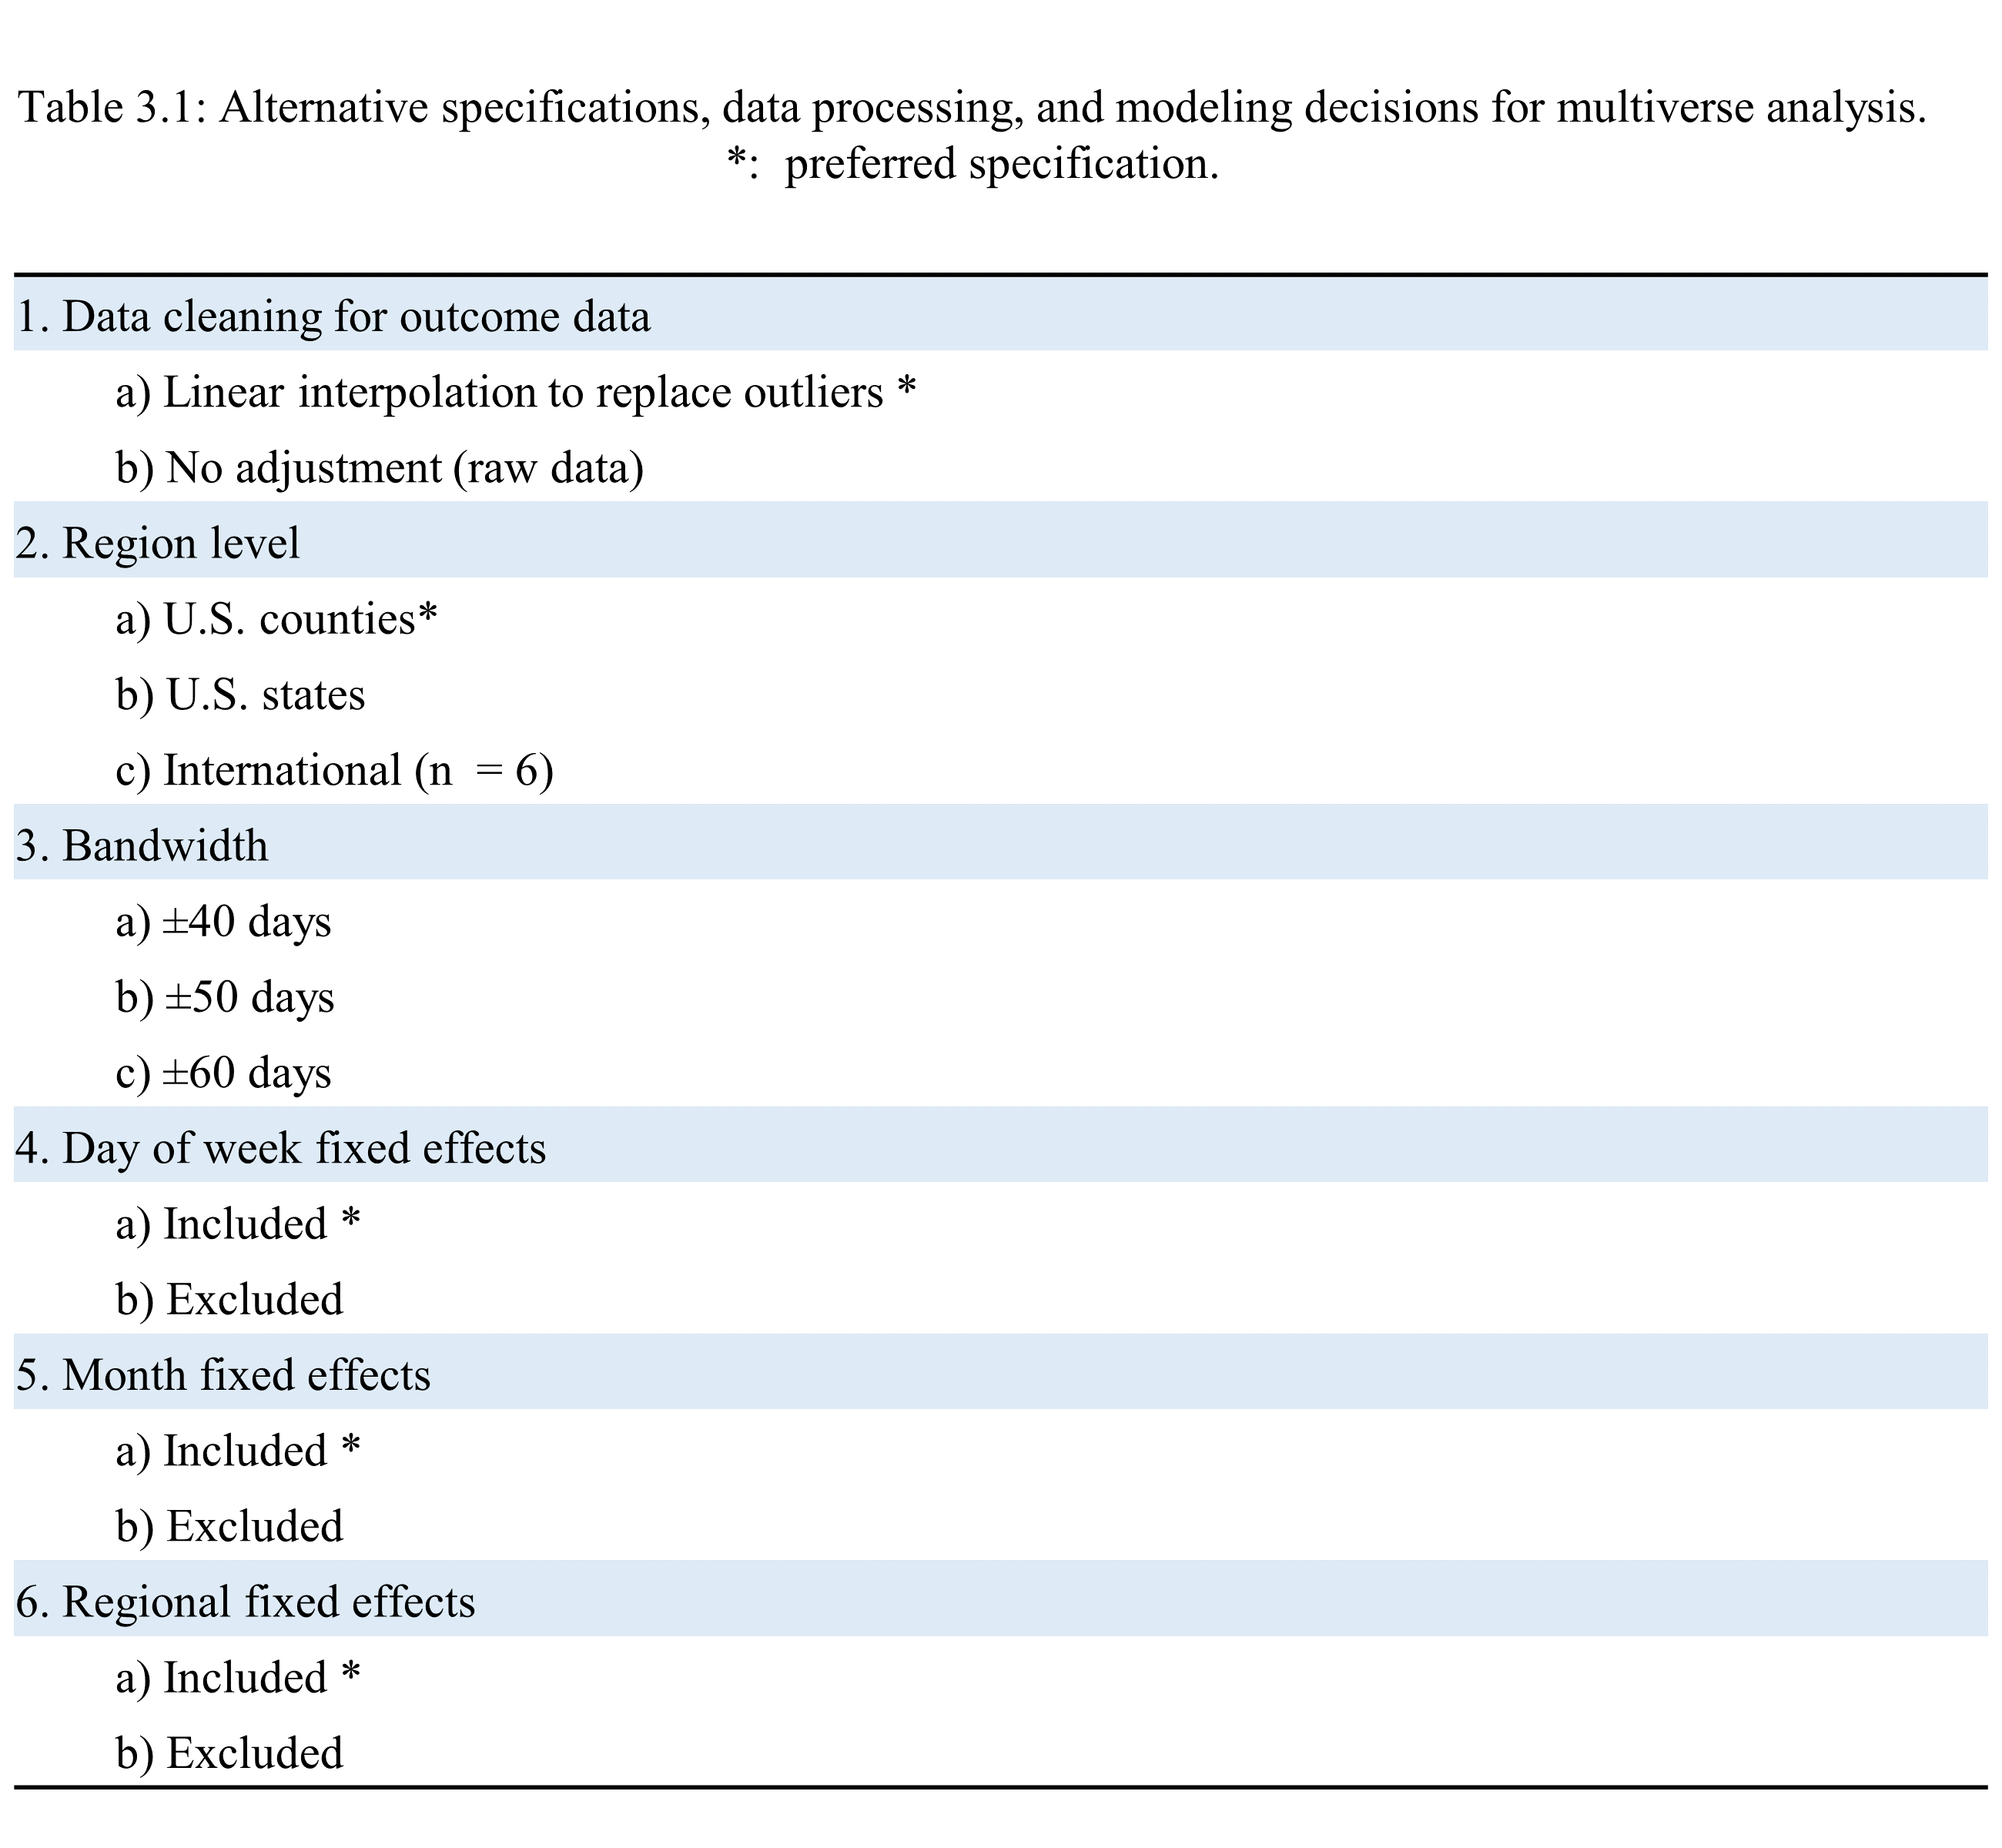 Table 3.1: Alternative specifications, data processing, and modeling decisions for multiverse analysis.
*: preferred specification.
1. Data cleaning for outcome data
a) Linear interpolation to replace outliers *
b) No adjustment (raw data)
2. Region level
a) U.S. counties*
b) U.S. states
c) International (n = 6)
3. Bandwidth
a) ±40 days
b) ±50 days
c) ±60 days
4. Day of week fixed effects
a) Included *
b) Excluded
5. Month fixed effects
a) Included *
b) Excluded
6. Regional fixed effects
a) Included *
b) Excluded